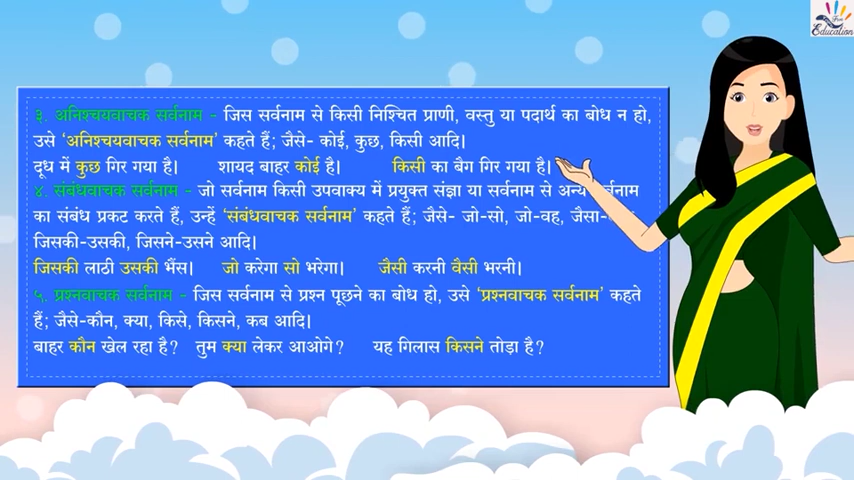 ३. अनिश्चयवाचक सर्वनाम - जिस सर्वनाम से किसी निश्चित प्राणी, वस्तु या पदार्थ का बोध न हो,
उसे ‘अनिश्चयवाचक सर्वनाम’ कहते हैं; जैसे- कोई, कुछ, किसी आदि।
दूध में कुछ गिर गया है। शायद बाहर कोई है। किसी का बैग गिर गया है।
४. संबंधवाचक सर्वनाम - जो सर्वनाम किसी उपवाक्य में प्रयुक्त संज्ञा या सर्वनाम से अन्य
का संबंध प्रकट करते हैं, उन्हें ‘संबंधवाचक सर्वनाम’ कहते हैं; जैसे- जो-सो, जो-वह, जैसा-
जिसकी-उसकी, जिसने-उसने आदि।
जिसकी लाठी उसकी भैंस। जो करेगा सो भरेगा। जैसी करनी वैसी भरनी।
५. प्रश्नवाचक सर्वनाम - जिस सर्वनाम से प्रश्न पूछने का बोध हो, उसे ‘प्रश्नवाचक सर्वनाम’ कहते
हैं; जैसे-कौन, क्या, किसे, किसने, कब आदि।
बाहर कौन खेल रहा है? तुम क्या लेकर आओगे? यह गिलास किसने तोड़ा है?
Education